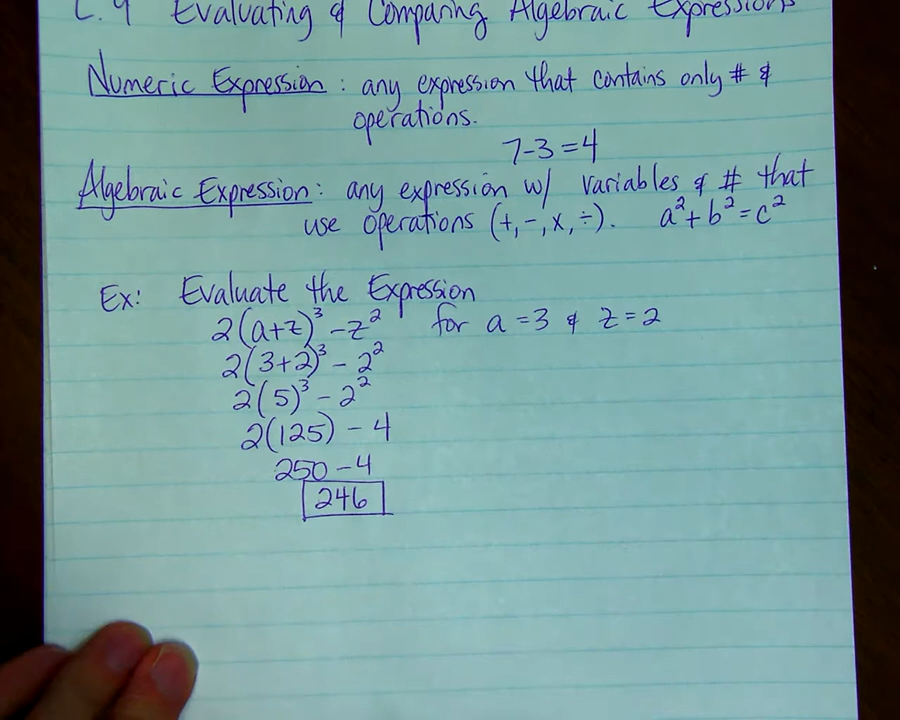 L. 9 Evaluating & Comparing Algebraic Expressions
Numeric Expression: any expression that contains only # &
operations.
7-3=4
Algebraic Expression: any expression w/ variables & # that
use operations (+,-,x,÷). a²+b²=c²
Ex: Evaluate the Expression
2(a+z)³-z² for a=3 & z=2
2(3+2)³-2²
2(5)³-2²
2(125)-4
250-4
246